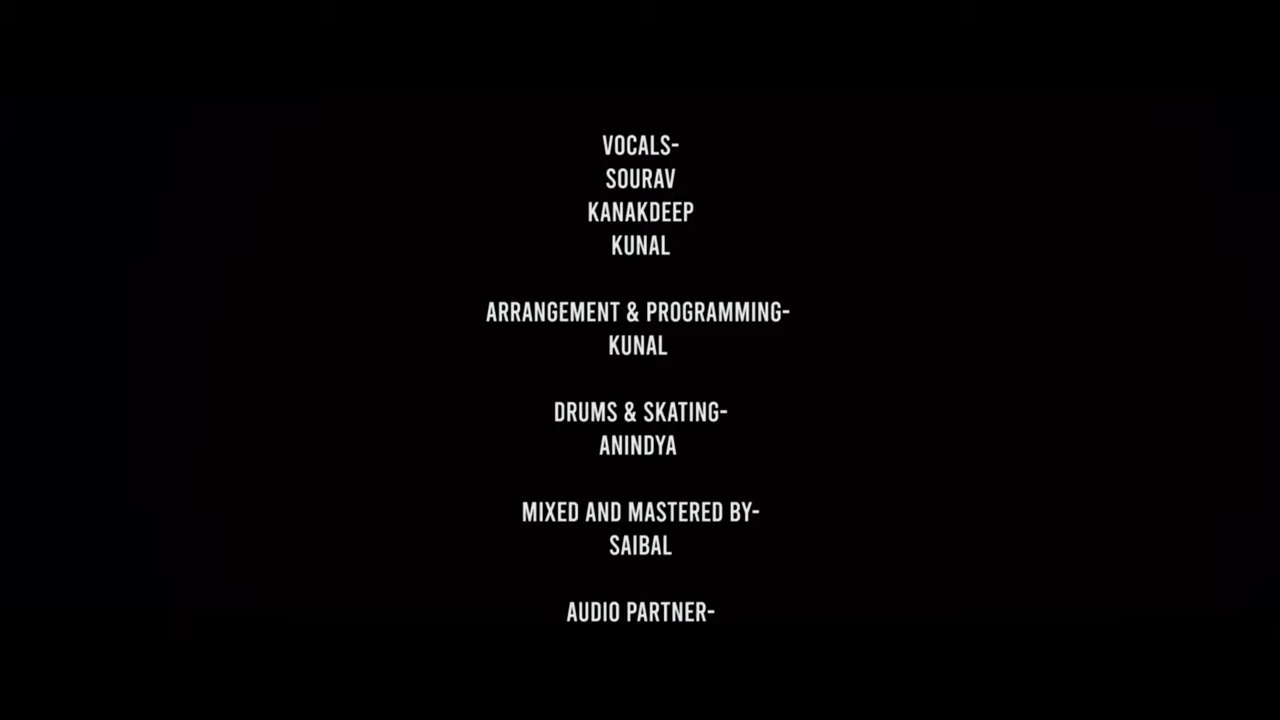 VOCALS-
SOURAV
KANAKDEEP
KUNAL
ARRANGEMENT & PROGRAMMING-
KUNAL
DRUMS & SKATING-
ANINDYA
MIXED AND MASTERED BY-
SAIBAL
AUDIO PARTNER-